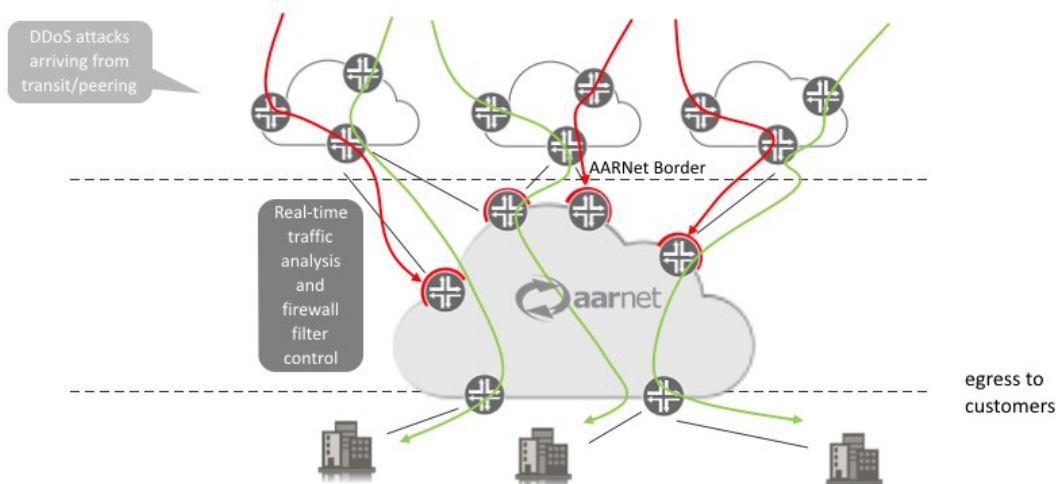 DDoS attacks
arriving from
transit/peering
AARNet Border
Real-time
traffic
analysis
and
firewall
filter
control
aarnet
egress to
customers